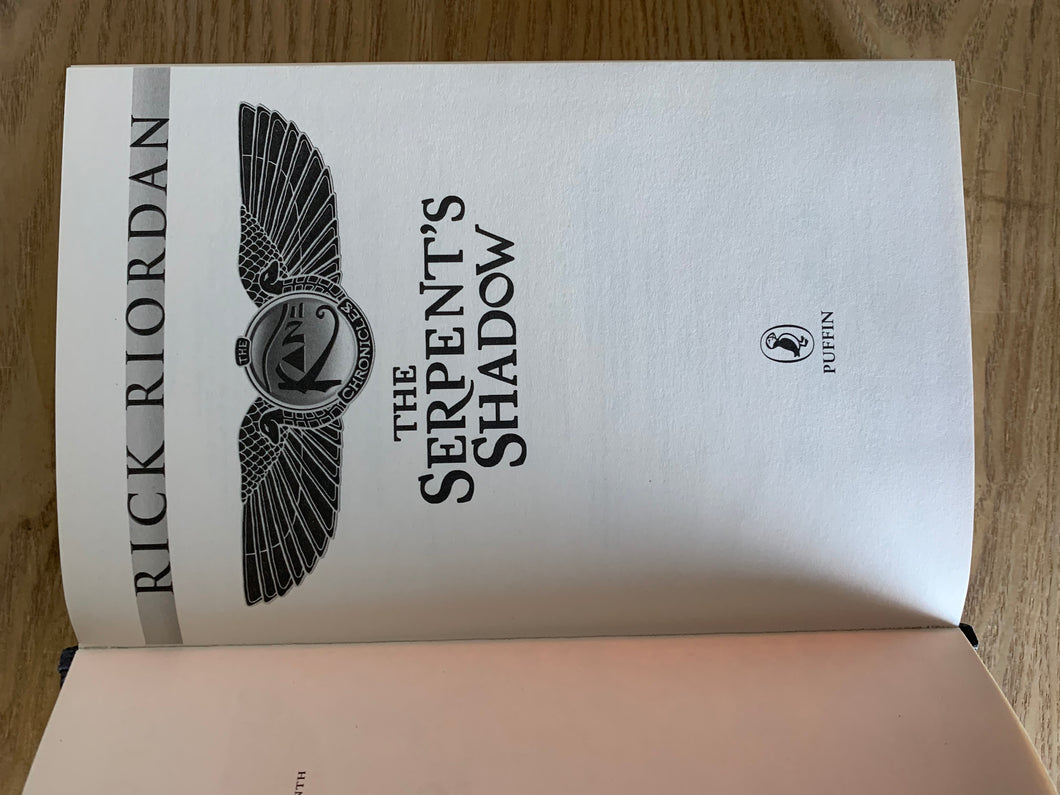 RICK RIORDAN
THE
KANE
CHRONICLES
THE
SERPENT'S
SHADOW
PUFFIN